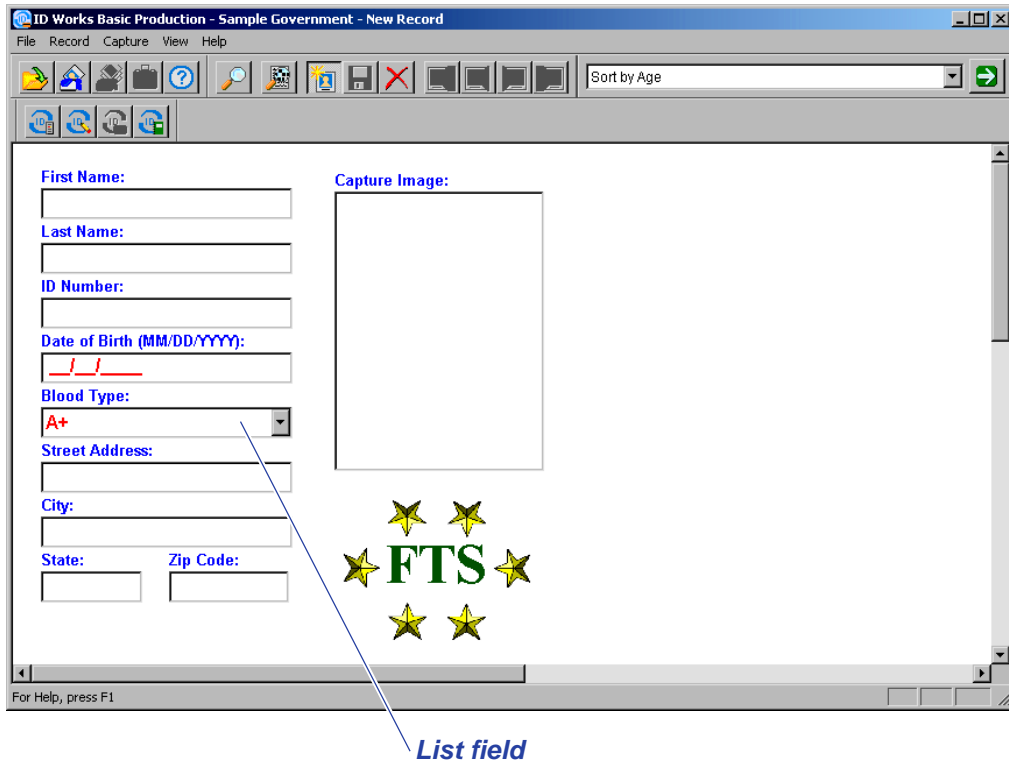 ID Works Basic Production - Sample Government - New Record
File Record Capture View Help
Sort by Age
First Name:
Capture Image:
Last Name:
ID Number:
Date of Birth (MM/DD/YYYY):
__/__/____
Blood Type:
A+
Street Address:
City:
State: Zip Code:
FTS
For Help, press F1
List field